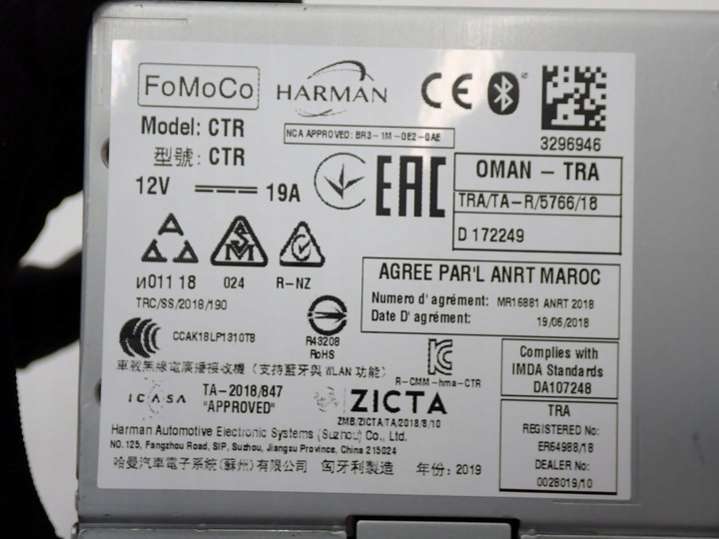 FoMoCo
HARMAN
CE
3296946
Model: CTR
NCA APPROVED: BR3-1M-0E2-0AE
型號: CTR
12V 19A
EAC
OMAN - TRA
TRA/TA-R/5766/18
D 172249
И011 18
024
R-NZ
TRC/SS/2018/190
AGREE PAR'L ANRT MAROC
Numero d'agrément: MR16881 ANRT 2018
Date D'agrément: 19/06/2018
CCAK18LP1310T8
R43208
RoHS
車載無線電廣播接收機 (支持藍牙與WLAN 功能)
R-CMM-hma-CTR
Complies with
IMDA Standards
DA107248
ICASA
TA-2018/847
"APPROVED"
ZICTA
ZMB/ZICTA/TA/2018/8/10
TRA
REGISTERED No:
ER64988/18
DEALER No:
0028019/10
Harman Automotive Electronic Systems (Suzhou) Co., Ltd.
NO. 125, Fangzhou Road, SIP, Suzhou, Jiangsu Province, China 215024
哈曼汽車電子系統(蘇州)有限公司 匈牙利製造 年份: 2019